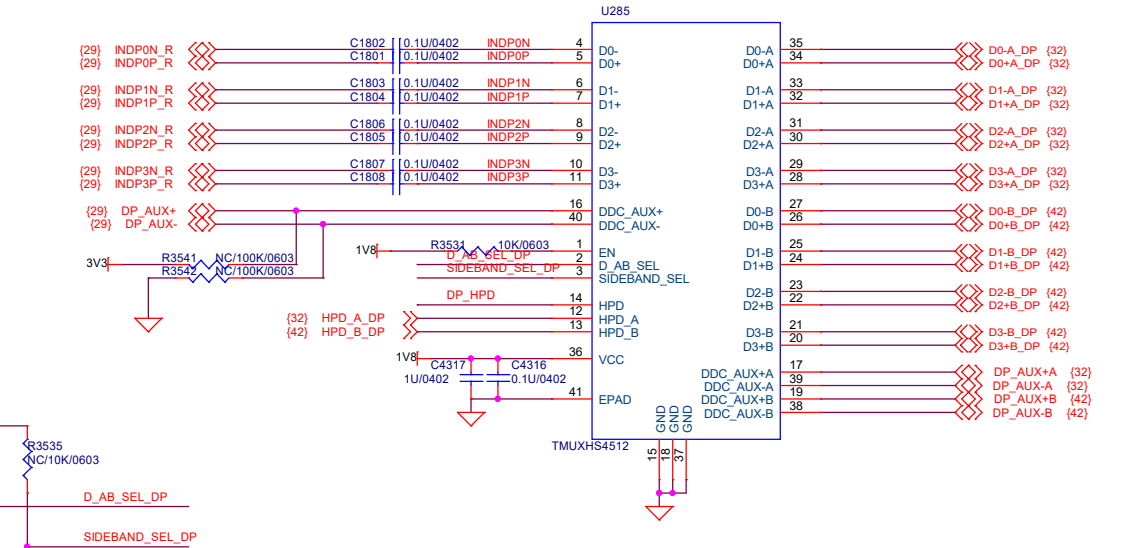 U285
{29} INDP0N_R C1802 0.1U/0402 INDP0N 4 D0- D0-A 35 D0-A_DP {32}
{29} INDP0P_R C1801 0.1U/0402 INDP0P 5 D0+ D0+A 34 D0+A_DP {32}
{29} INDP1N_R C1803 0.1U/0402 INDP1N 6 D1- D1-A 33 D1-A_DP {32}
{29} INDP1P_R C1804 0.1U/0402 INDP1P 7 D1+ D1+A 32 D1+A_DP {32}
{29} INDP2N_R C1806 0.1U/0402 INDP2N 8 D2- D2-A 31 D2-A_DP {32}
{29} INDP2P_R C1805 0.1U/0402 INDP2P 9 D2+ D2+A 30 D2+A_DP {32}
{29} INDP3N_R C1807 0.1U/0402 INDP3N 10 D3- D3-A 29 D3-A_DP {32}
{29} INDP3P_R C1808 0.1U/0402 INDP3P 11 D3+ D3+A 28 D3+A_DP {32}
{29} DP_AUX+ 16 DDC_AUX+ D0-B 27 D0-B_DP {42}
{29} DP_AUX- 40 DDC_AUX- D0+B 26 D0+B_DP {42}
1V8 R3531 10K/0603 1 EN D1-B 25 D1-B_DP {42}
3V3 R3541 NC/100K/0603 D_AB_SEL_DP 2 D_AB_SEL D1+B 24 D1+B_DP {42}
R3542 NC/100K/0603 SIDEBAND_SEL_DP 3 SIDEBAND_SEL
D2-B 23 D2-B_DP {42}
DP_HPD 14 HPD D2+B 22 D2+B_DP {42}
{32} HPD_A_DP 12 HPD_A
{42} HPD_B_DP 13 HPD_B D3-B 21 D3-B_DP {42}
D3+B 20 D3+B_DP {42}
1V8 36 VCC
C4317 C4316 DDC_AUX+A 17 DP_AUX+A {32}
1U/0402 0.1U/0402 DDC_AUX-A 39 DP_AUX-A {32}
41 EPAD DDC_AUX+B 19 DP_AUX+B {42}
DDC_AUX-B 38 DP_AUX-B {42}
GND GND GND
TMUXHS4512
15 18 37
R3535
NC/10K/0603
D_AB_SEL_DP
SIDEBAND_SEL_DP